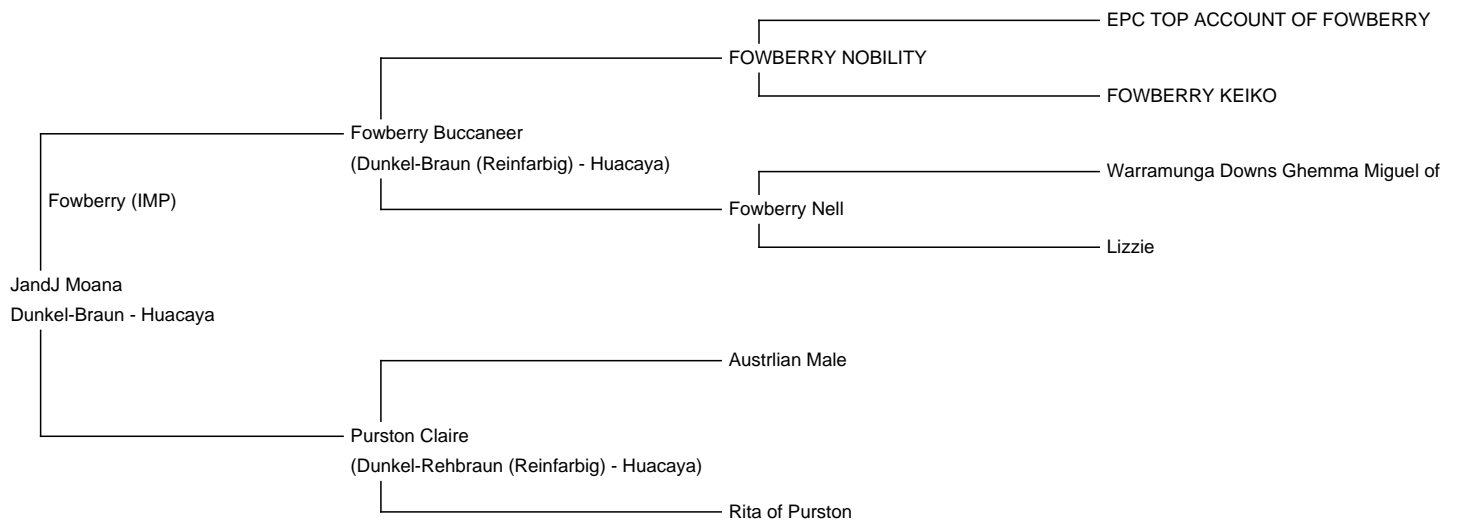 EPC TOP ACCOUNT OF FOWBERRY
FOWBERRY NOBILITY
FOWBERRY KEIKO
Fowberry Buccaneer
(Dunkel-Braun (Reinfarbig) - Huacaya)
Warramunga Downs Ghemma Miguel of
Fowberry (IMP)
Fowberry Nell
Lizzie
JandJ Moana
Dunkel-Braun - Huacaya
Austrlian Male
Purston Claire
(Dunkel-Rehbraun (Reinfarbig) - Huacaya)
Rita of Purston